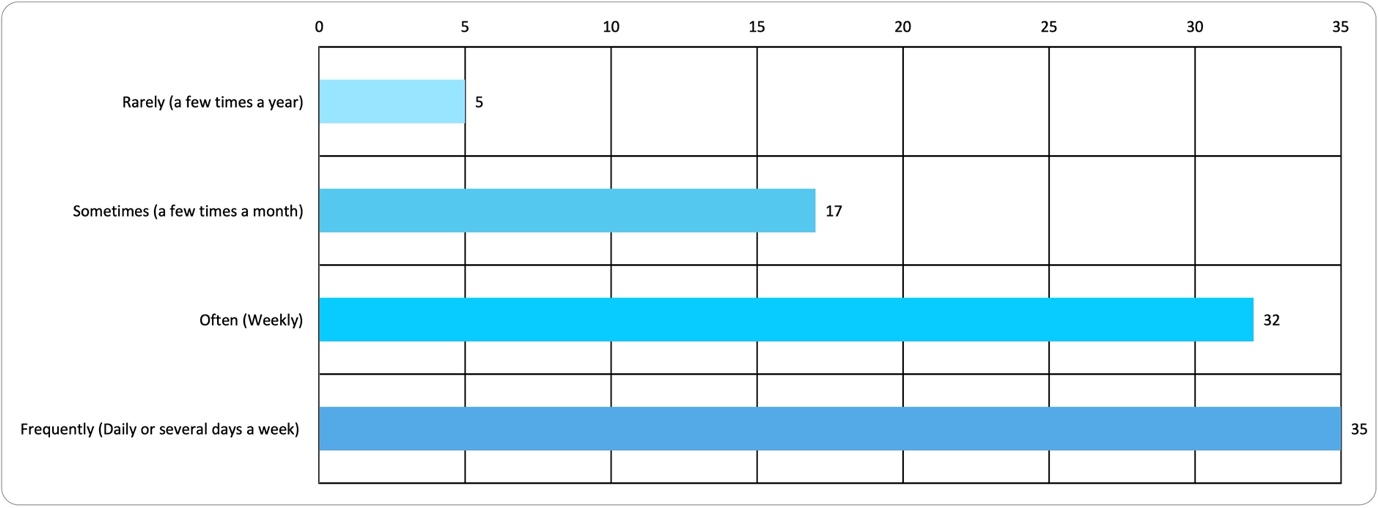 0 5 10 15 20 25 30 35
Rarely (a few times a year) 5
Sometimes (a few times a month) 17
Often (Weekly) 32
Frequently (Daily or several days a week) 35